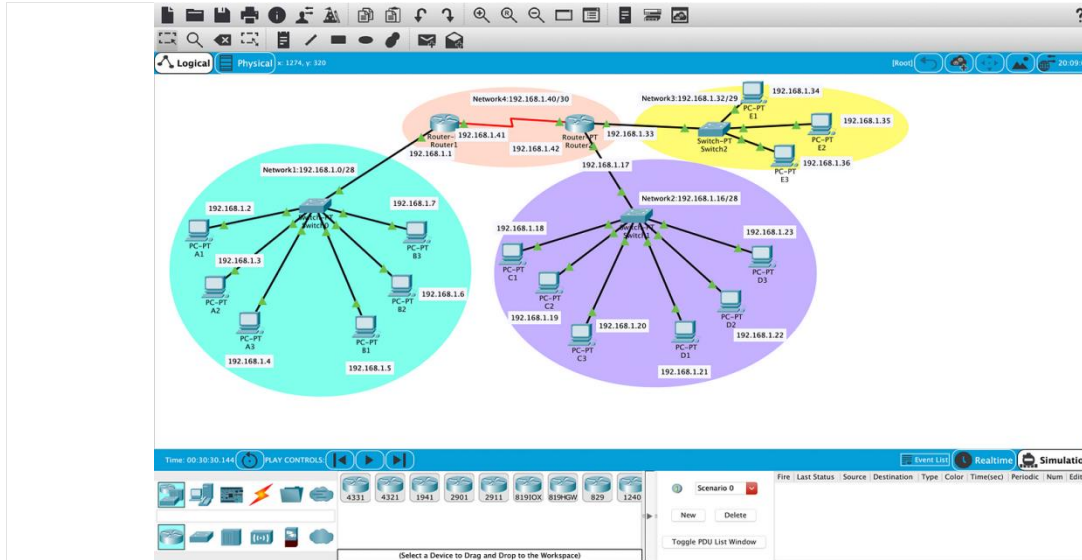 Logical
Physical
x: 1274, y: 320
[Root]
Network4:192.168.1.40/30
Network3:192.168.1.32/29
192.168.1.34
PC-PT
E1
192.168.1.35
PC-PT
E2
192.168.1.41
Router1
192.168.1.1
192.168.1.42
Router-PT
192.168.1.33
Switch-PT
Switch2
192.168.1.36
PC-PT
E3
192.168.1.17
Network1:192.168.1.0/28
Network2:192.168.1.16/28
192.168.1.2
PC-PT
A1
192.168.1.7
PC-PT
B3
192.168.1.3
PC-PT
A2
192.168.1.6
PC-PT
B2
PC-PT
A3
192.168.1.4
PC-PT
B1
192.168.1.5
192.168.1.18
PC-PT
C1
192.168.1.23
PC-PT
D3
PC-PT
C2
192.168.1.19
PC-PT
D2
192.168.1.22
192.168.1.20
PC-PT
C3
PC-PT
D1
192.168.1.21
Time: 00:30:30.144
PLAY CONTROLS:
Event List
Realtime
4331
4321
1941
2901
2911
819IOX
819HGW
829
1240
(Select a Device to Drag and Drop to the Workspace)
Scenario 0
New
Delete
Toggle PDU List Window
Fire
Last Status
Source
Destination
Type
Color
Time(sec)
Periodic
Num
Edit